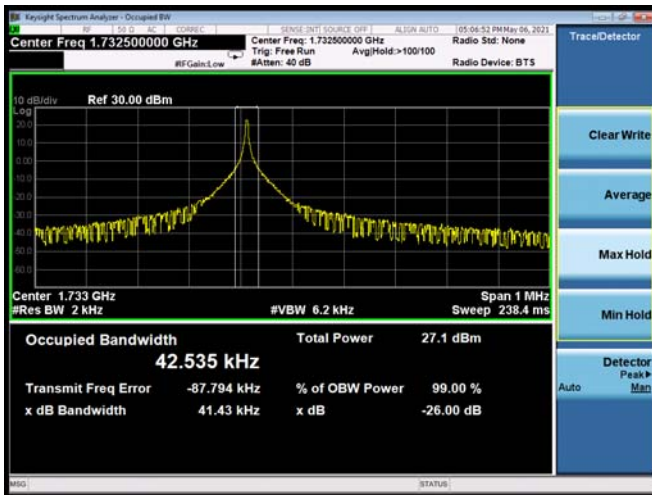 Keysight Spectrum Analyzer - Occupied BW
RF 50 Ω AC CORREC SENSE:INT SOURCE OFF ALIGN AUTO 05:06:52 PM May 06, 2021
Center Freq 1.732500000 GHz
Center Freq: 1.732500000 GHz
Radio Std: None
Trig: Free Run Avg|Hold:>100/100
#IFGain:Low
#Atten: 40 dB
Radio Device: BTS
Trace/Detector
10 dB/div Ref 30.00 dBm
Log
20.0
10.0
0.00
-10.0
-20.0
-30.0
-40.0
-50.0
-60.0
Clear Write
Average
Max Hold
Min Hold
Detector
Peak
Auto Man
Center 1.733 GHz
Span 1 MHz
#Res BW 2 kHz
#VBW 6.2 kHz
Sweep 238.4 ms
Occupied Bandwidth
42.535 kHz
Total Power 27.1 dBm
Transmit Freq Error -87.794 kHz
% of OBW Power 99.00 %
x dB Bandwidth 41.43 kHz
x dB -26.00 dB
MSG
STATUS